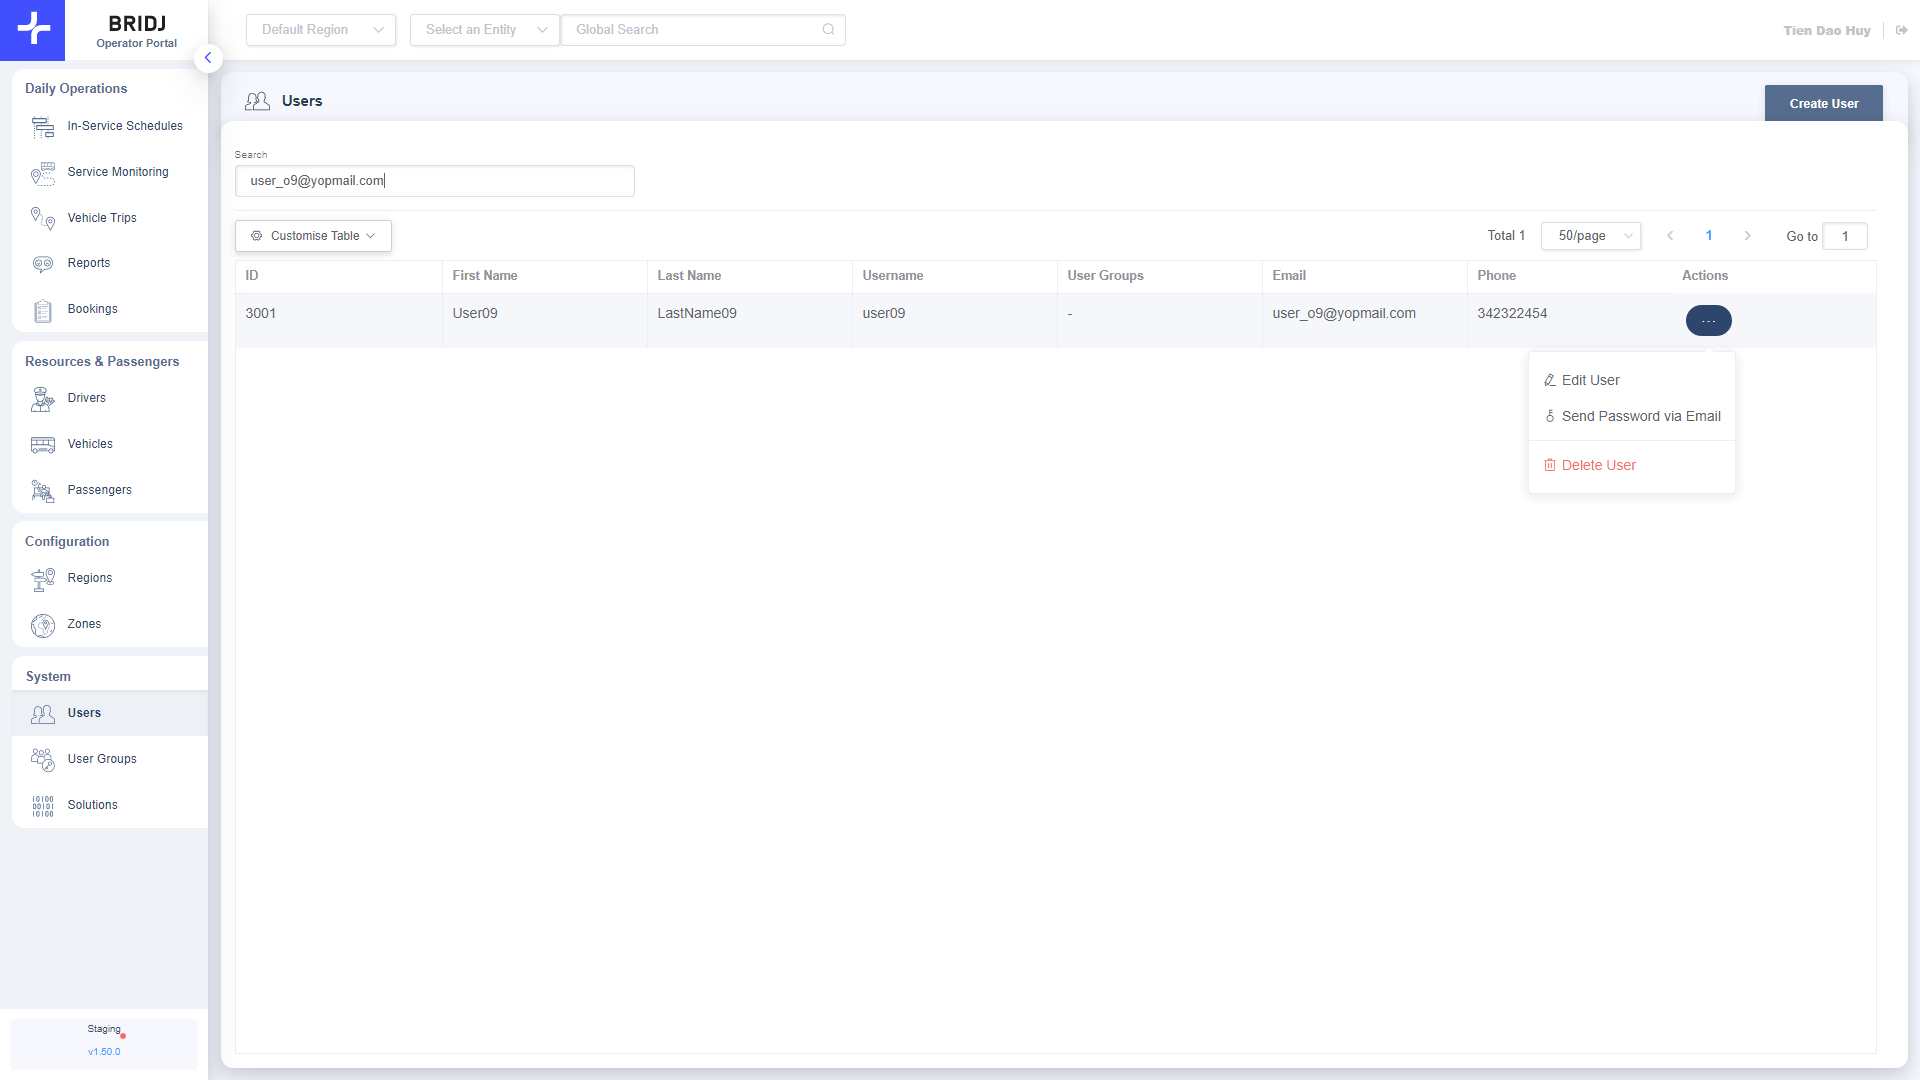 BRIDJ
Operator Portal
Default Region
Select an Entity
Global Search
Tien Dao Huy
Daily Operations
In-Service Schedules
Service Monitoring
Vehicle Trips
Reports
Bookings
Resources & Passengers
Drivers
Vehicles
Passengers
Configuration
Regions
Zones
System
Users
User Groups
Solutions
Staging
v1.50.0
Users
Create User
Search
user_o9@yopmail.com
Customise Table
Total 1
50/page
1
Go to
1
ID
First Name
Last Name
Username
User Groups
Email
Phone
Actions
3001
User09
LastName09
user09
-
user_o9@yopmail.com
342322454
...
Edit User
Send Password via Email
Delete User